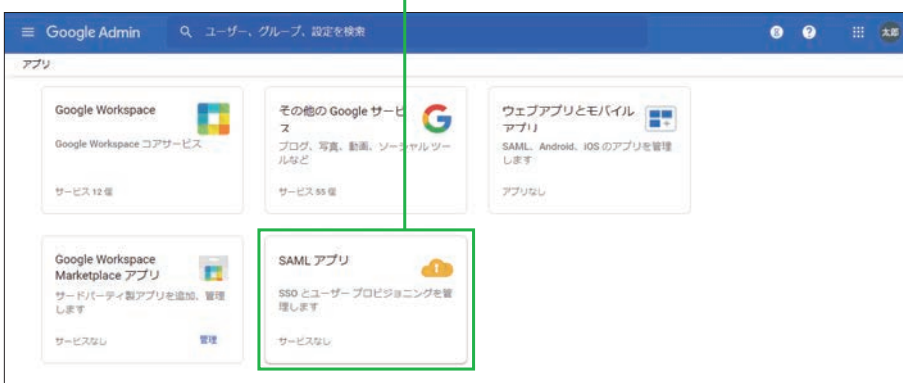 Google Admin
ユーザー、グループ、設定を検索
太郎
アプリ
Google Workspace
Google Workspace コアサービス
サービス 12 個
その他の Google サービ
ス
ブログ、写真、動画、ソーシャル ツー
ルなど
サービス 55 個
ウェブアプリとモバイル
アプリ
SAML、Android、iOS のアプリを管理
します
アプリなし
Google Workspace
Marketplace アプリ
サードパーティ製アプリを追加、管理
します
サービスなし
管理
SAML アプリ
SSO とユーザー プロビジョニングを管
理します
サービスなし